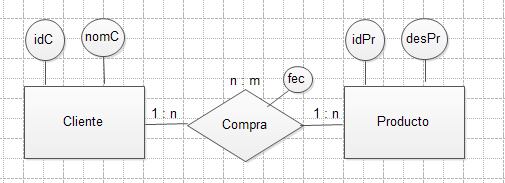 idC
nomC
idPr
desPr
n : m
fec
Cliente
1 : n
Compra
1 : n
Producto